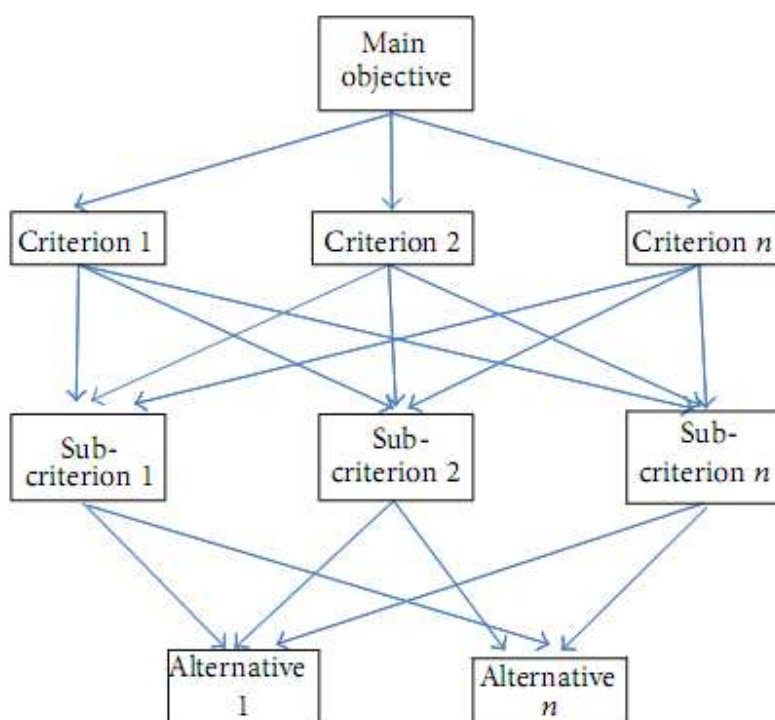 Main
objective
Criterion 1
Criterion 2
Criterion n
Sub-
criterion 1
Sub-
criterion 2
Sub-
criterion n
Alternative
1
Alternative
n